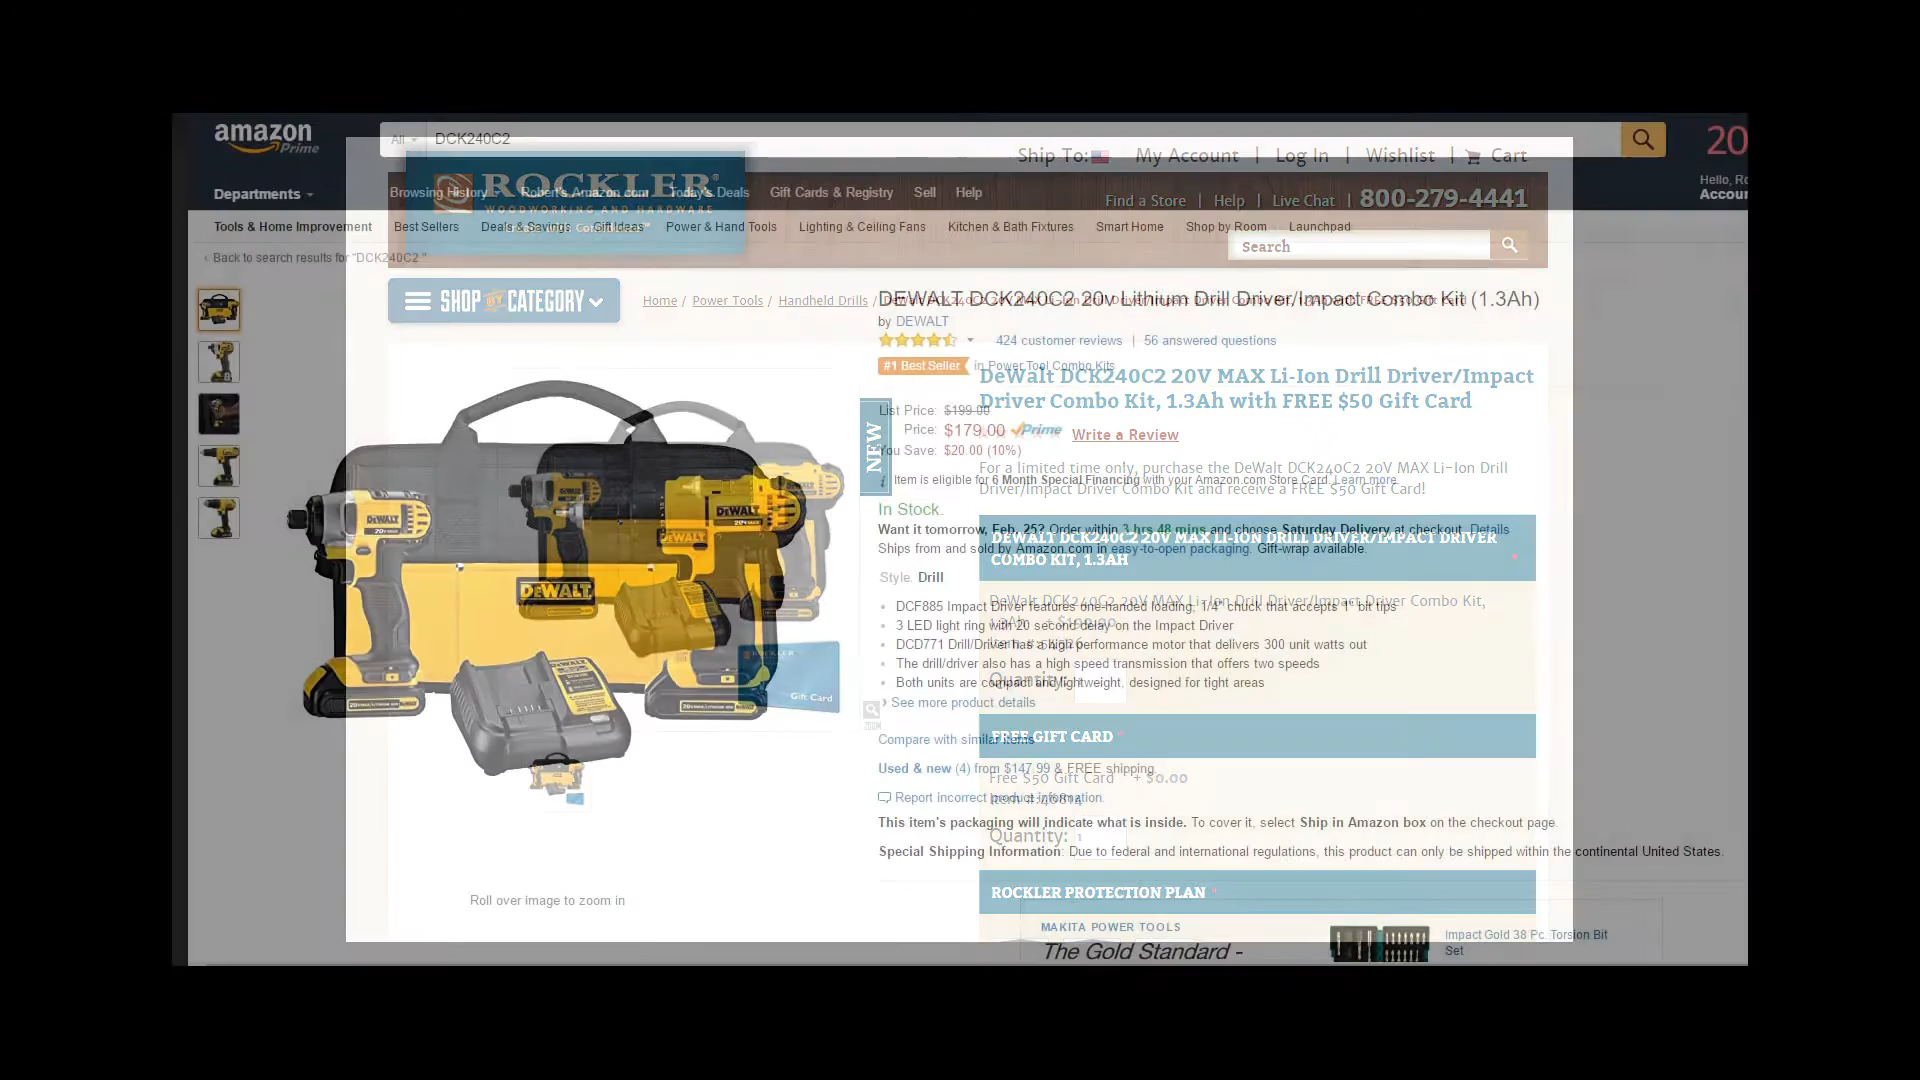 amazon
Prime
All
DCK240C2
20
Hello, Ro
Accou
Departments
Browsing History
Robert's Amazon.com
Today's Deals
Gift Cards & Registry
Sell
Help
Tools & Home Improvement
Best Sellers
Deals & Savings
Gift Ideas
Power & Hand Tools
Lighting & Ceiling Fans
Kitchen & Bath Fixtures
Smart Home
Shop by Room
Launchpad
‹ Back to search results for "DCK240C2 "
Ship To:
My Account | Log In | Wishlist | Cart
ROCKLER®
WOODWORKING AND HARDWARE
Find a Store | Help | Live Chat | 800-279-4441
Search
SHOP BY CATEGORY
Home / Power Tools / Handheld Drills /
DEWALT DCK240C2 20v Lithium Drill Driver/Impact Combo Kit (1.3Ah)
by DEWALT
424 customer reviews | 56 answered questions
#1 Best Seller in Power Tool Combo Kits
DeWalt DCK240C2 20V MAX Li-Ion Drill Driver/Impact
Driver Combo Kit, 1.3Ah with FREE $50 Gift Card
NEW
List Price: $199.00
Price: $179.00 Prime
Write a Review
You Save: $20.00 (10%)
For a limited time only, purchase the DeWalt DCK240C2 20V MAX Li-Ion Drill
Driver/Impact Driver Combo Kit and receive a FREE $50 Gift Card!
Item is eligible for 6 Month Special Financing with your Amazon.com Store Card. Learn more
In Stock.
Want it tomorrow, Feb. 25? Order within 3 hrs 48 mins and choose Saturday Delivery at checkout. Details
Ships from and sold by Amazon.com in easy-to-open packaging. Gift-wrap available.
DEWALT DCK240C2 20V MAX LI-ION DRILL DRIVER/IMPACT DRIVER
COMBO KIT, 1.3AH *
Style: Drill
DeWalt DCK240C2 20V MAX Li-Ion Drill Driver/Impact Driver Combo Kit,
1.3Ah + $199.00
• DCF885 Impact Driver features one-handed loading, 1/4" chuck that accepts 1" bit tips
• 3 LED light ring with 20 second delay on the Impact Driver
• DCD771 Drill/Driver has a high performance motor that delivers 300 unit watts out
• The drill/driver also has a high speed transmission that offers two speeds
• Both units are compact and lightweight, designed for tight areas
Quantity:
› See more product details
ZOOM
Compare with similar items
FREE GIFT CARD *
Used & new (4) from $147.99 & FREE shipping.
Free $50 Gift Card + $0.00
Report incorrect product information.
This item's packaging will indicate what is inside. To cover it, select Ship in Amazon box on the checkout page.
Quantity: 1
Special Shipping Information: Due to federal and international regulations, this product can only be shipped within the continental United States.
ROCKLER PROTECTION PLAN *
Roll over image to zoom in
MAKITA POWER TOOLS
The Gold Standard -
Impact Gold 38 Pc. Torsion Bit
Set
DEWALT
DEWALT
DEWALT
DEWALT
ROCKLER
Gift Card